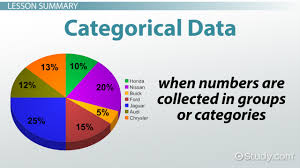 LESSON SUMMARY
Categorical Data
13%
10%
12%
20%
5%
25%
15%
Honda
Nissan
Buick
Ford
Jaguar
Audi
Chrysler
when numbers are
collected in groups
or categories
Study.com